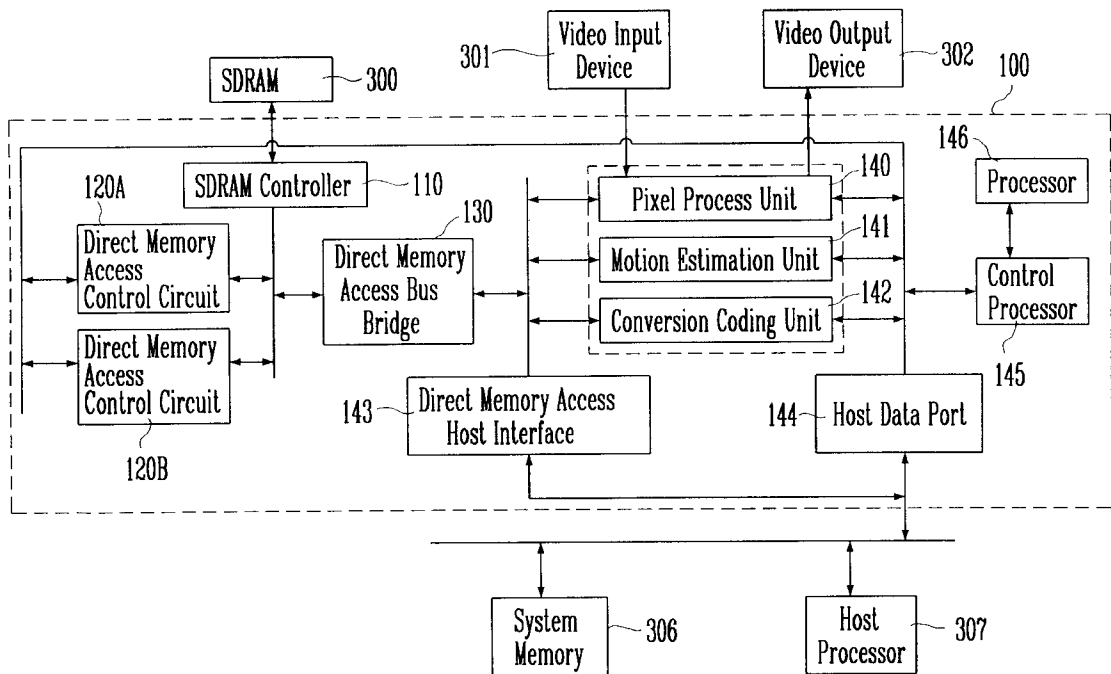 301
Video Input
Device
Video Output
Device
302
SDRAM
300
100
SDRAM Controller
110
146
Processor
140
Pixel Process Unit
120A
Direct Memory
Access
Control Circuit
130
Direct Memory
Access Bus
Bridge
141
Motion Estimation Unit
142
Conversion Coding Unit
Control
Processor
145
Direct Memory
Access
Control Circuit
120B
143
Direct Memory Access
Host Interface
144
Host Data Port
System
Memory
306
Host
Processor
307